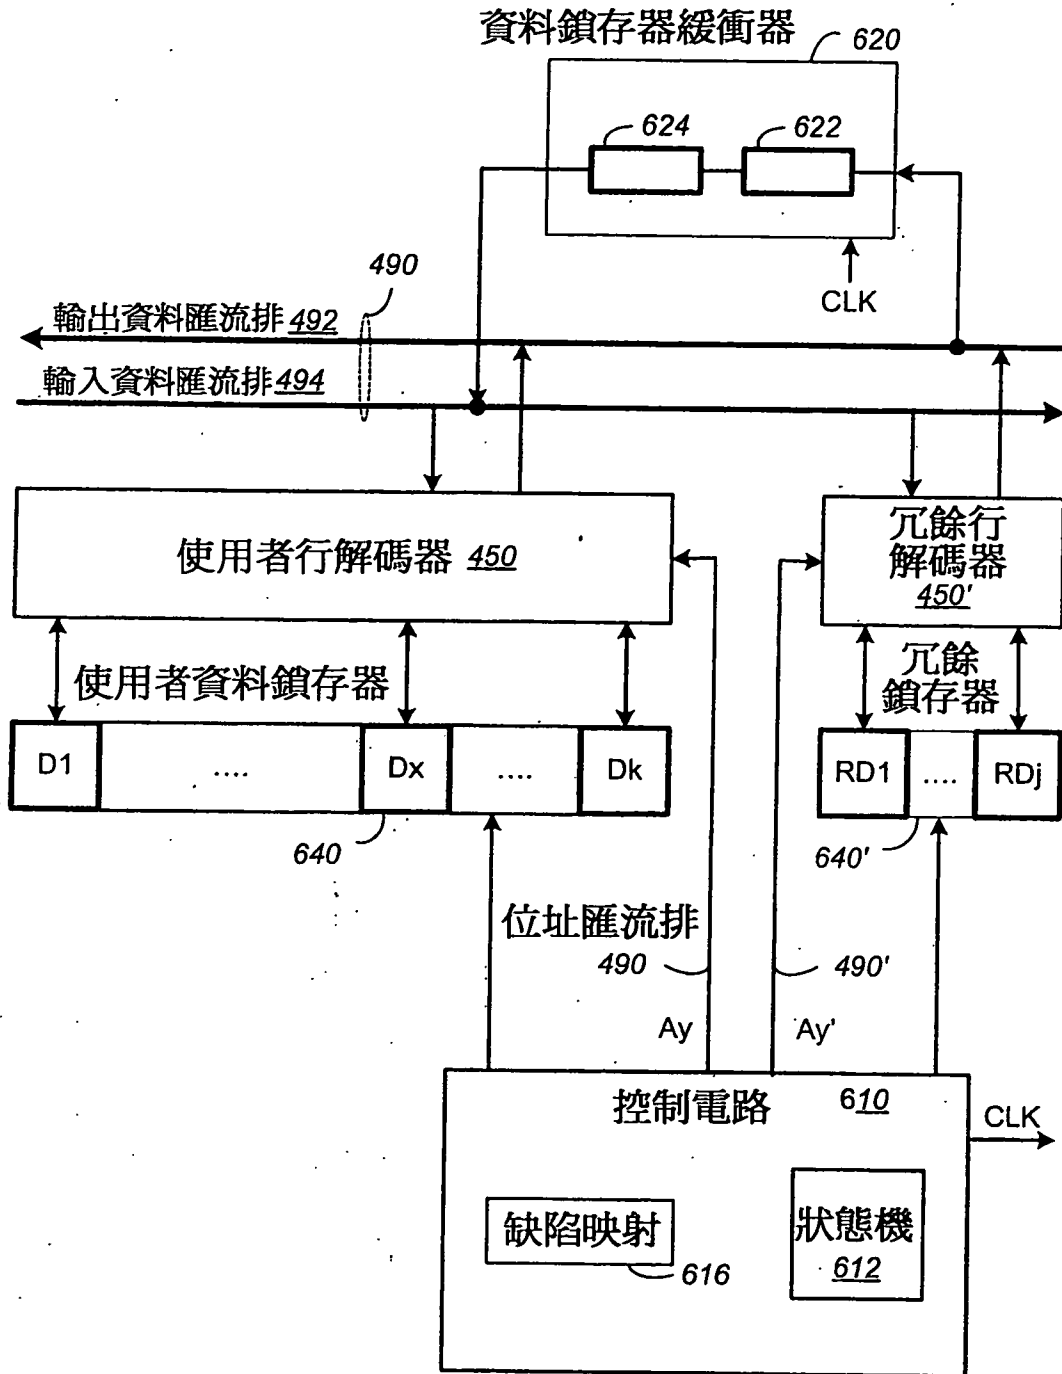 資料鎖存器緩衝器
620
624
622
CLK
490
輸出資料匯流排 492
輸入資料匯流排 494
使用者行解碼器 450
冗餘行
解碼器
450'
使用者資料鎖存器
冗餘
鎖存器
D1
....
Dx
....
Dk
RD1
....
RDj
640
640'
位址匯流排
490
490'
Ay
Ay'
控制電路
610
CLK
缺陷映射
616
狀態機
612